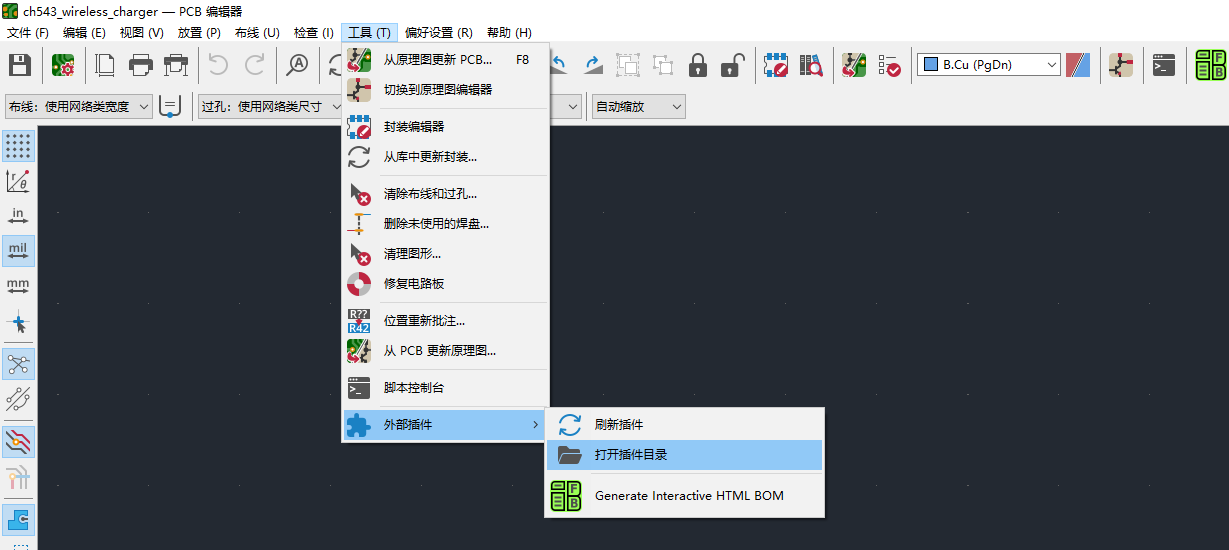 ch543_wireless_charger — PCB 编辑器
文件 (F) 编辑 (E) 视图 (V) 放置 (P) 布线 (U) 检查 (I) 工具 (T) 偏好设置 (R) 帮助 (H)
B.Cu (PgDn)
布线：使用网络类宽度 过孔：使用网络类尺寸 自动缩放
从原理图更新 PCB... F8
切换到原理图编辑器
封装编辑器
从库中更新封装...
清除布线和过孔...
删除未使用的焊盘...
清理图形...
修复电路板
R??
R42
位置重新批注...
从 PCB 更新原理图...
脚本控制台
外部插件
刷新插件
打开插件目录
Generate Interactive HTML BOM
F
B
F
B
r
θ
in
mil
mm